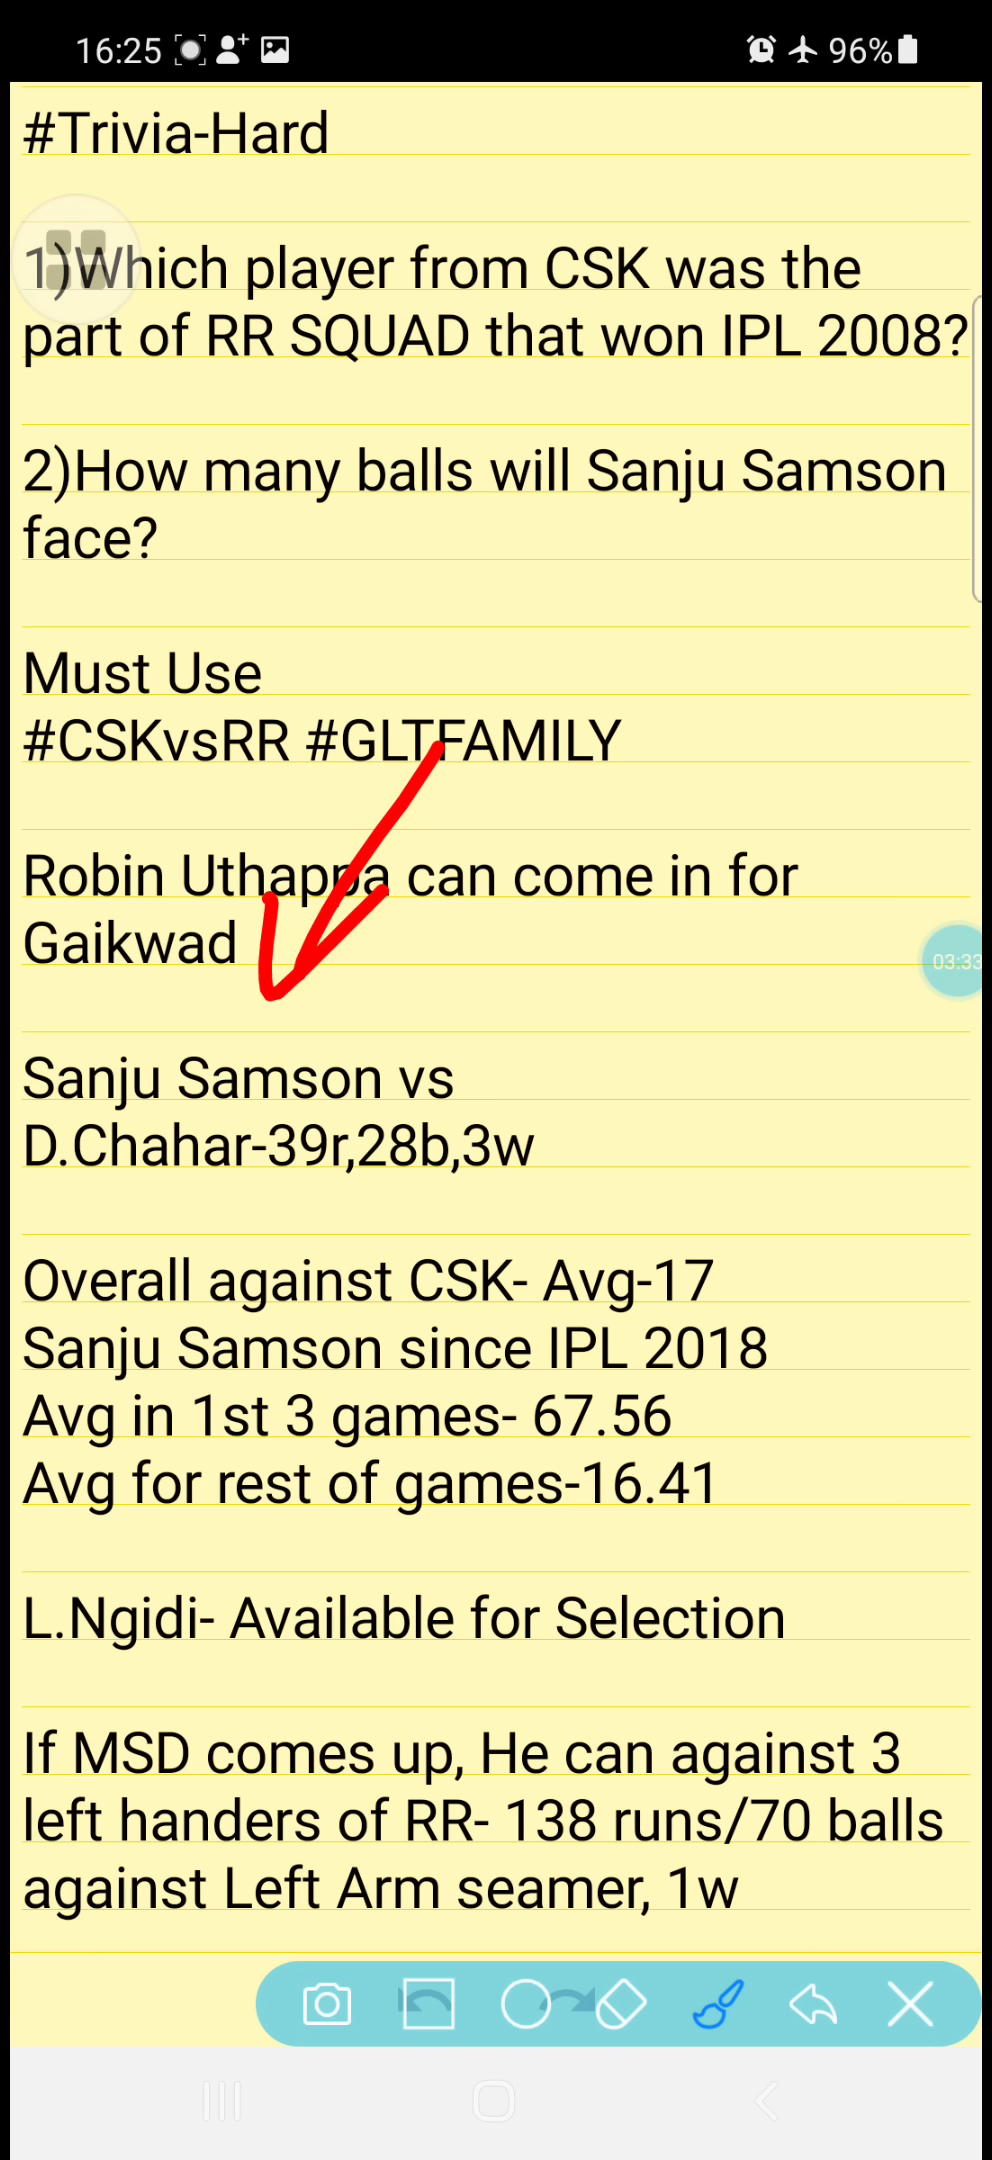 16:25
96%
#Trivia-Hard
1)Which player from CSK was the
part of RR SQUAD that won IPL 2008?
2)How many balls will Sanju Samson
face?
Must Use
#CSKvsRR #GLTFAMILY
Robin Uthappa can come in for
Gaikwad
03:33
Sanju Samson vs
D.Chahar-39r,28b,3w
Overall against CSK- Avg-17
Sanju Samson since IPL 2018
Avg in 1st 3 games- 67.56
Avg for rest of games-16.41
L.Ngidi- Available for Selection
If MSD comes up, He can against 3
left handers of RR- 138 runs/70 balls
against Left Arm seamer, 1w